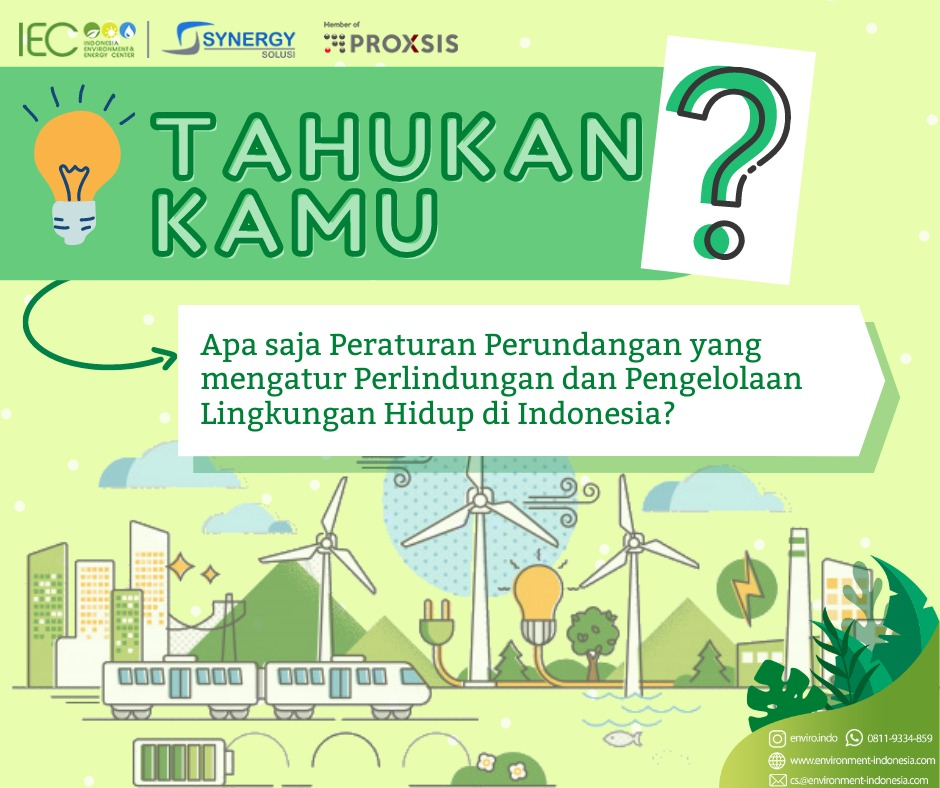 IEC
INDONESIA
ENVIRONMENT &
ENERGY CENTER
SYNERGY
SOLUSI
Member of
PROXSIS
TAHUKAN
KAMU
?
Apa saja Peraturan Perundangan yang
mengatur Perlindungan dan Pengelolaan
Lingkungan Hidup di Indonesia?
enviro.indo 0811-9334-859
www.environment-indonesia.com
cs@environment-indonesia.com